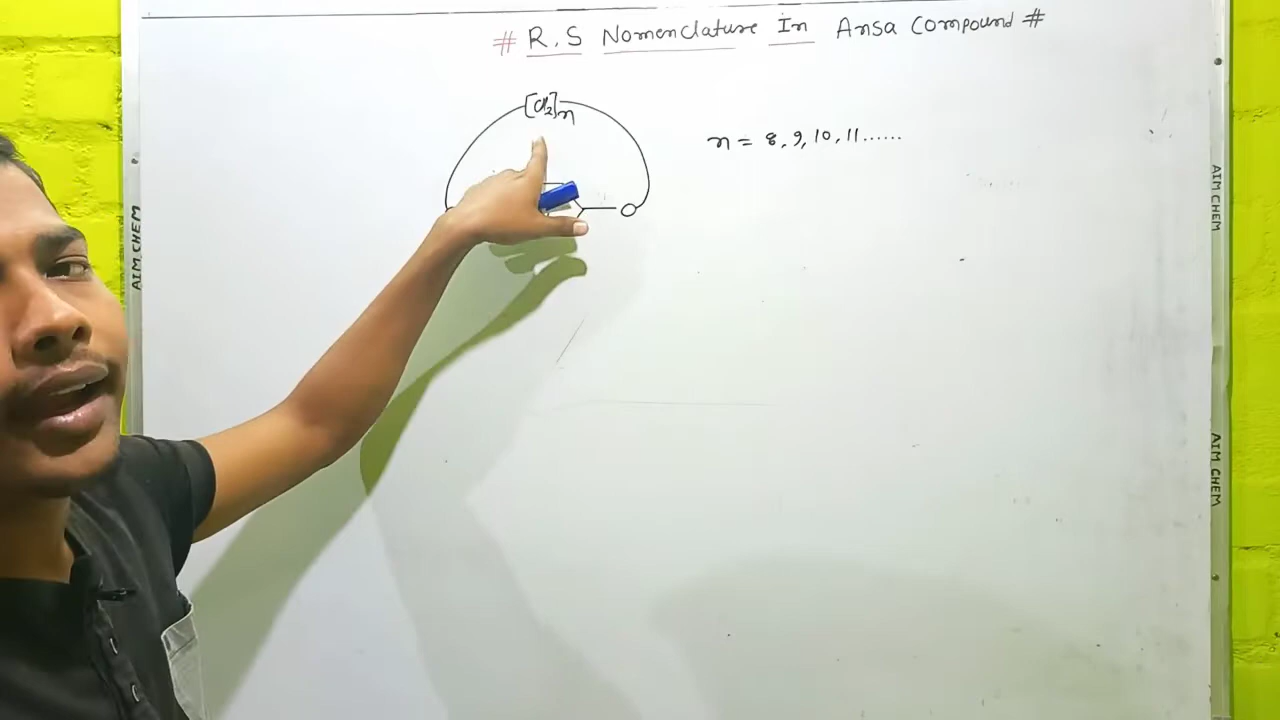 # R.S Nomenclature In Ansa Compound #
[CH2]n
n = 8, 9, 10, 11......
O
AIM CHEM
AIM CHEM
AIM CHEM